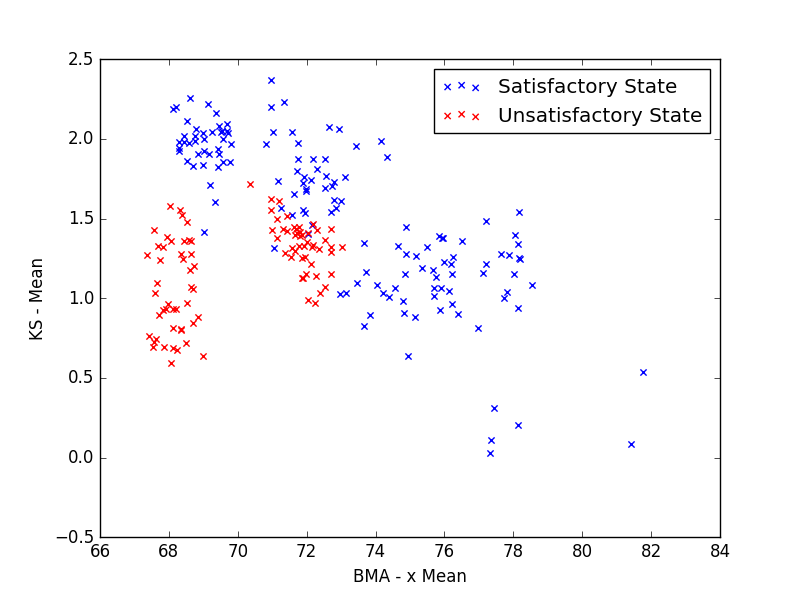 2.5
2.0
1.5
1.0
0.5
0.0
−0.5
66 68 70 72 74 76 78 80 82 84
KS - Mean
BMA - x Mean
Satisfactory State
Unsatisfactory State